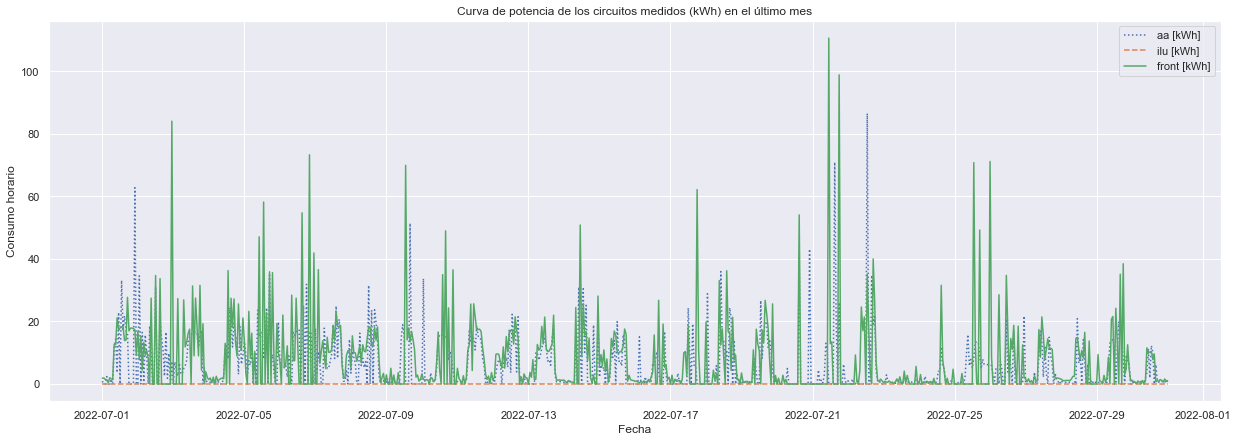 Curva de potencia de los circuitos medidos (kWh) en el último mes
aa [kWh]
ilu [kWh]
front [kWh]
Consumo horario
100
80
60
40
20
0
2022-07-01 2022-07-05 2022-07-09 2022-07-13 2022-07-17 2022-07-21 2022-07-25 2022-07-29 2022-08-01
Fecha